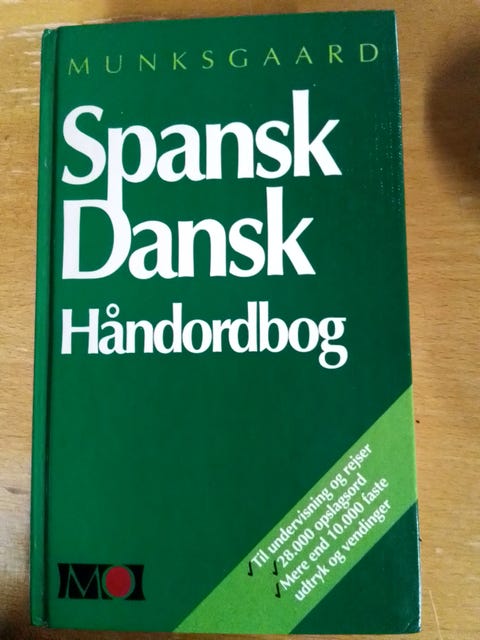 MUNKSGAARD
Spansk
Dansk
Håndordbog
✓Til undervisning og rejser
✓28.000 opslagsord
✓Mere end 10.000 faste
udtryk og vendinger
MO